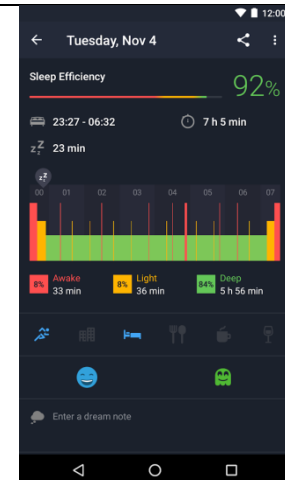 12:00
Tuesday, Nov 4
Sleep Efficiency
92%
23:27 - 06:32
7 h 5 min
zzZ 23 min
zzZ
00 01 02 03 04 05 06 07
8% Awake 33 min
8% Light 36 min
84% Deep 5 h 56 min
Enter a dream note